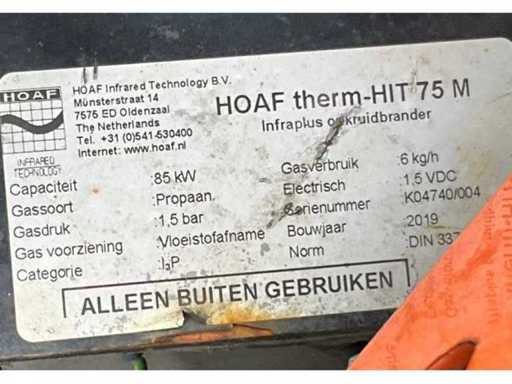 HOAF
INFRARED
TECHNOLOGY
HOAF Infrared Technology B.V.
Münsterstraat 14
7575 ED Oldenzaal
The Netherlands
Tel. +31 (0)541-530400
Internet: www.hoaf.nl
HOAF therm-HIT 75 M
Infraplus onkruidbrander
Capaciteit :85 kW
Gassoort :Propaan.
Gasdruk :1,5 bar
Gas voorziening :Vloeistofafname
Categorie :I₃P
Gasverbruik :6 kg/h
Electrisch :1,5 VDC
Serienummer :K04740/004
Bouwjaar :2019
Norm :DIN
ALLEEN BUITEN GEBRUIKEN